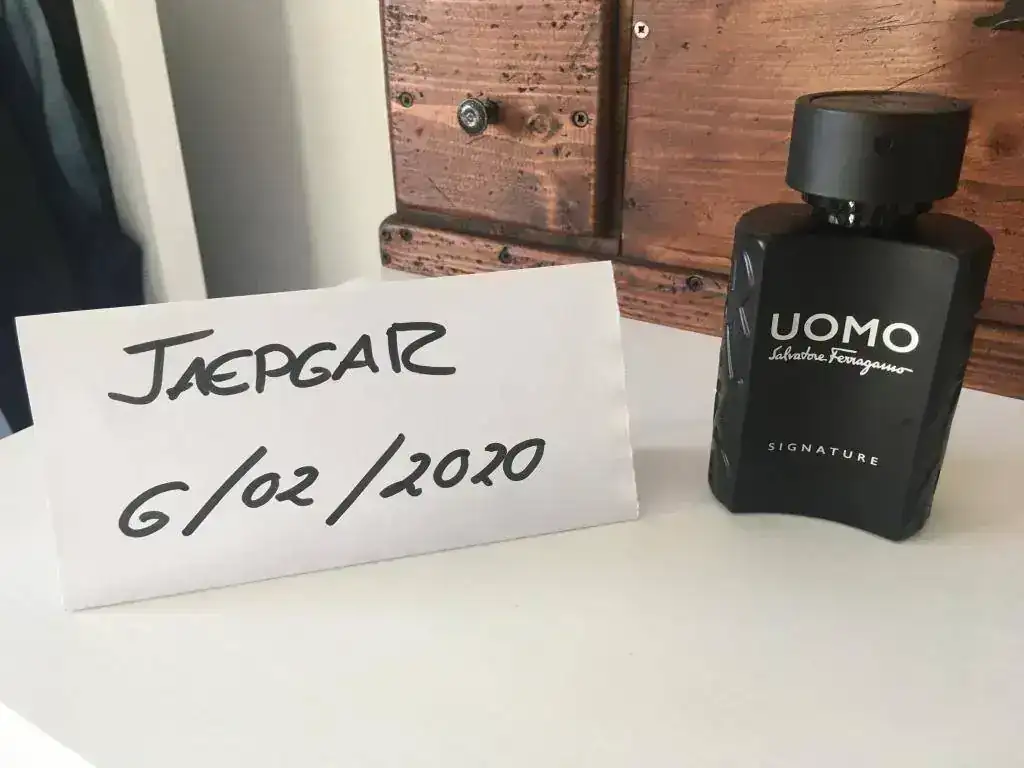 JAEPGAR
6/02/2020
UOMO
Salvatore Ferragamo
SIGNATURE